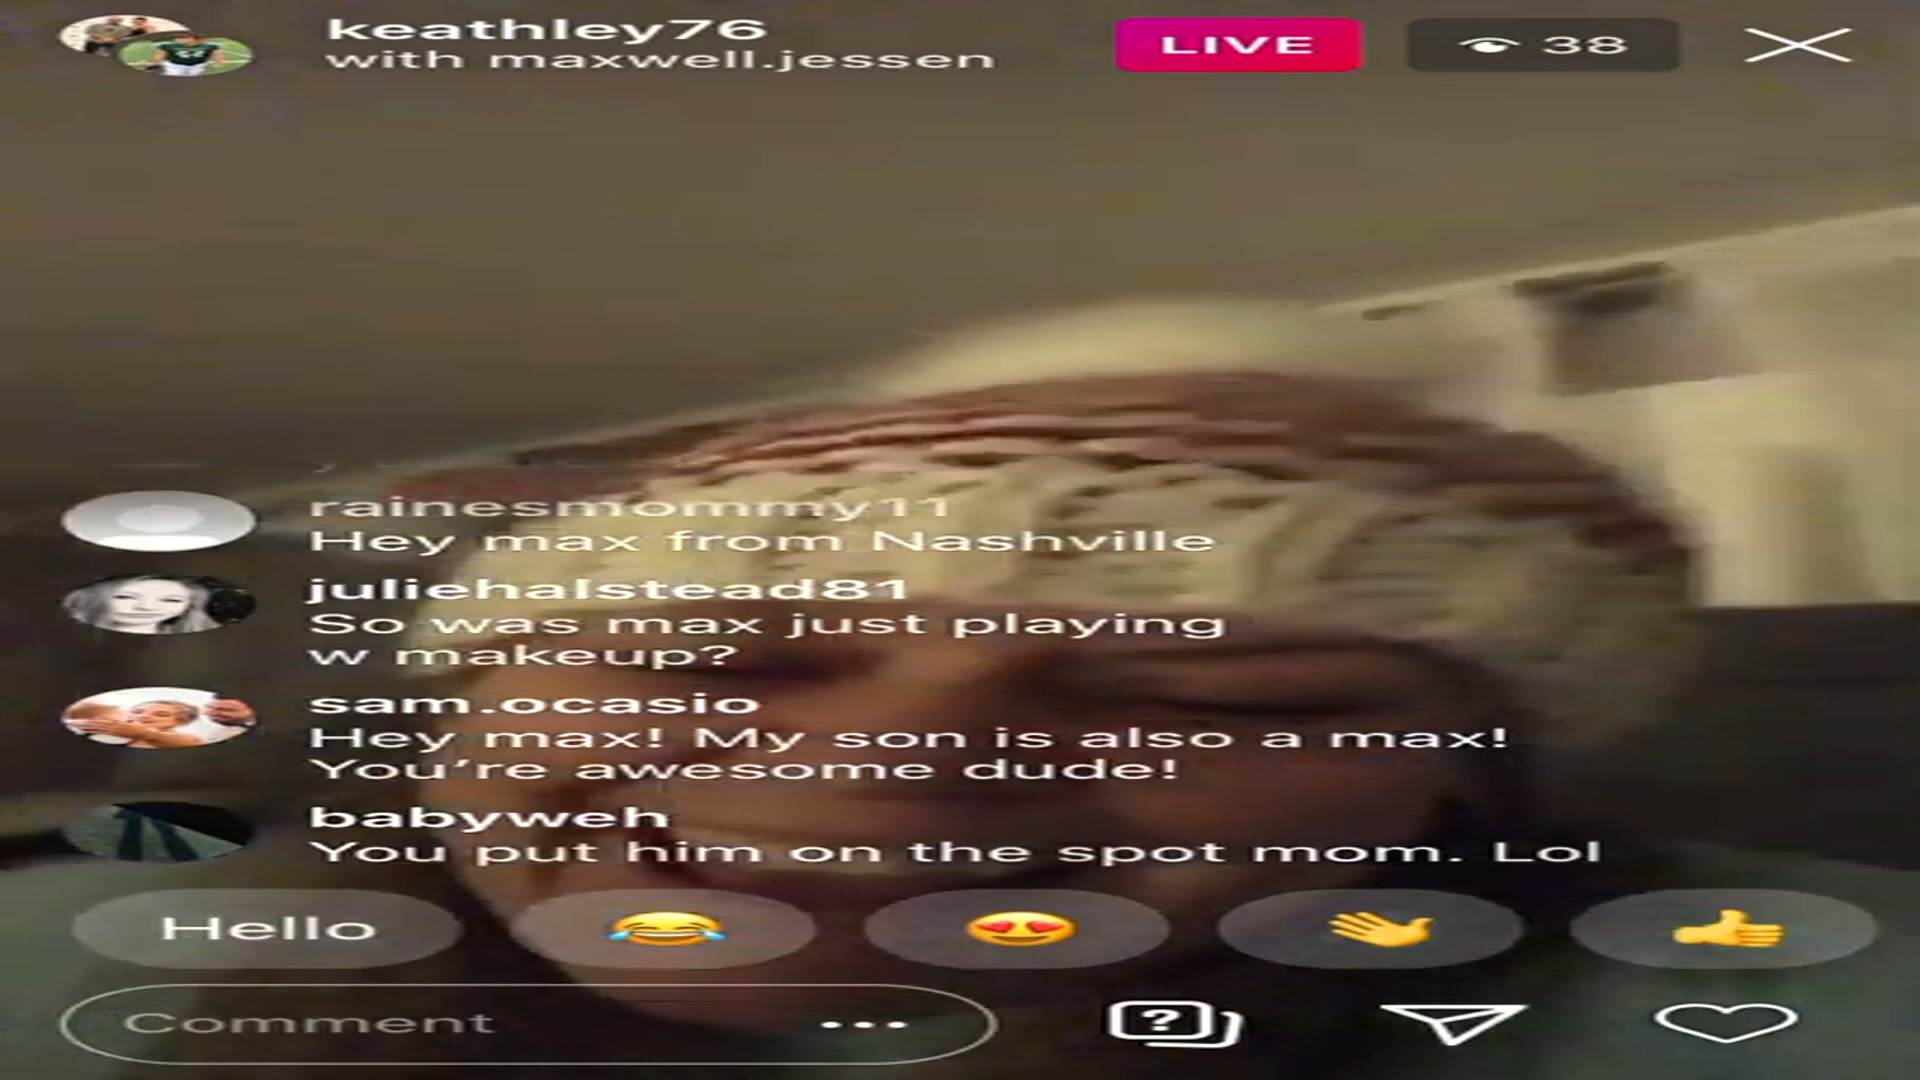 keathley76
with maxwell.jessen
LIVE
38
rainesmommy11
Hey max from Nashville
juliehalstead81
So was max just playing
w makeup?
sam.ocasio
Hey max! My son is also a max!
You're awesome dude!
babyweh
You put him on the spot mom. Lol
Hello
Comment